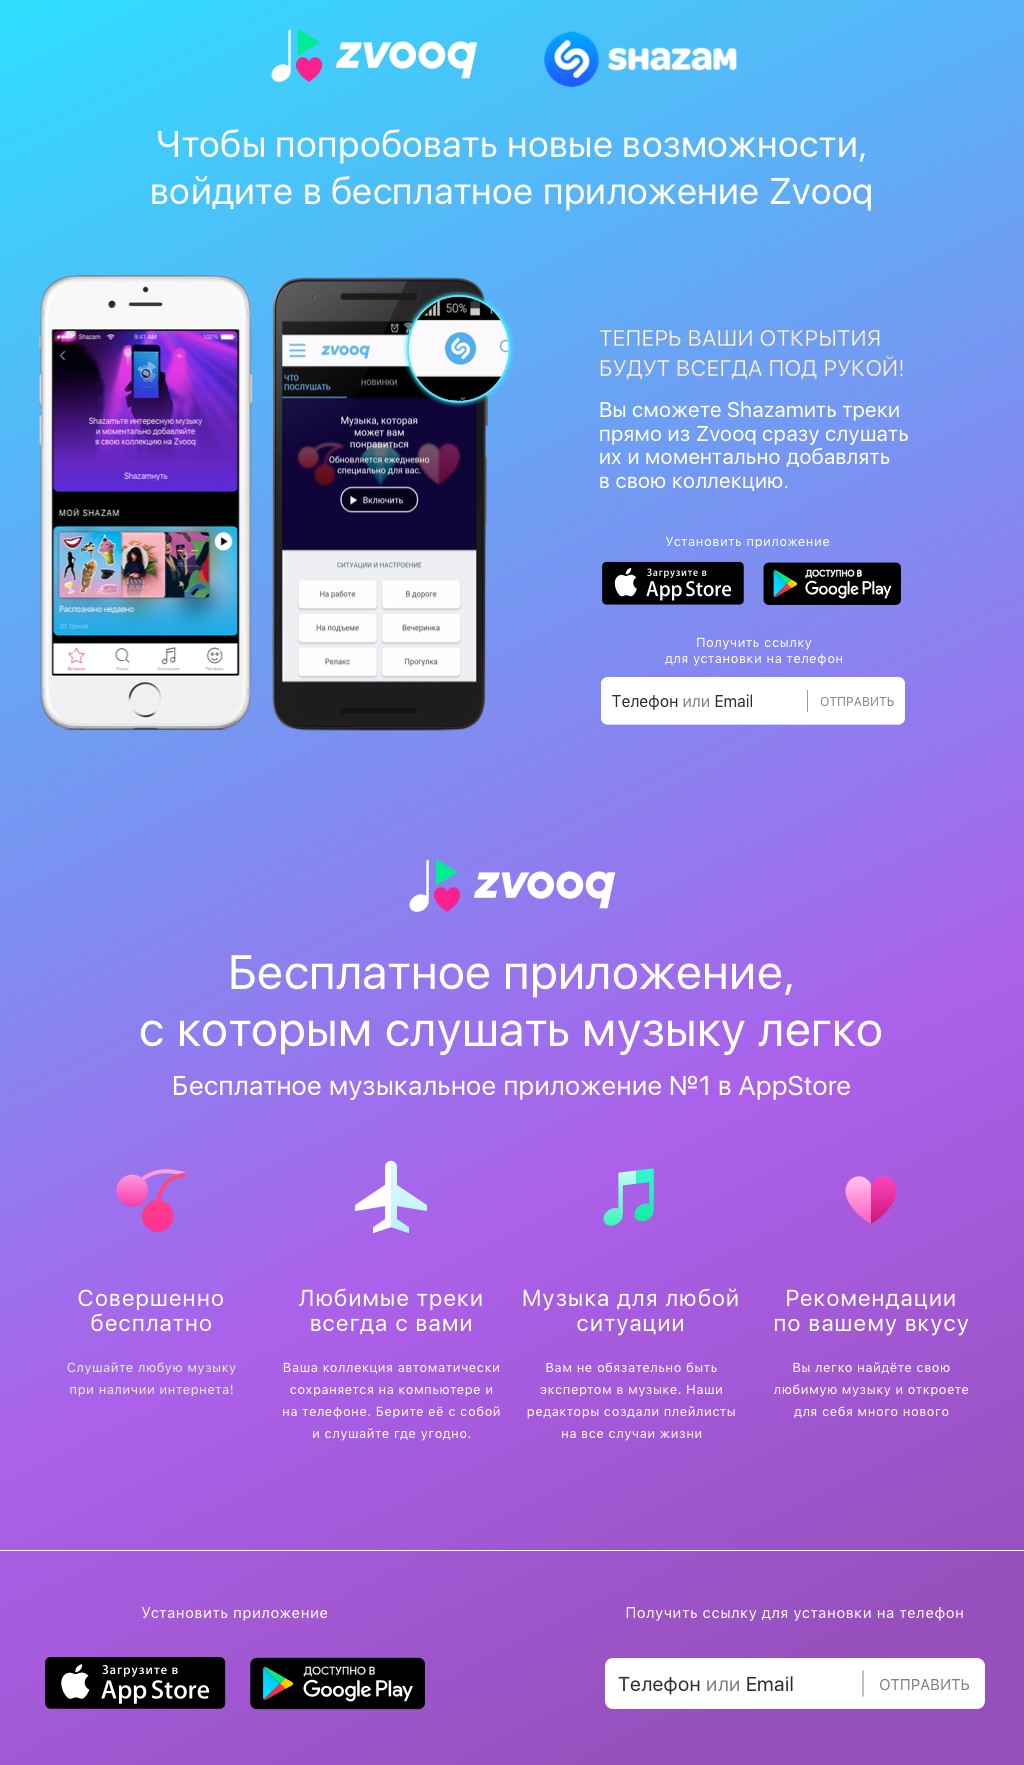 zvooq
SHAZAM
Чтобы попробовать новые возможности,
войдите в бесплатное приложение Zvooq
Shazam
9:41 AM
100%
Shazamьте интересную музыку
и моментально добавляйте
в свою коллекцию на Zvooq
Shazamнуть
МОЙ SHAZAM
Распознано недавно
30 Треков
50%
zvooq
ЧТО
ПОСЛУШАТЬ
НОВИНКИ
Музыка, которая
может вам
понравиться
Обновляется ежедневно
специально для вас.
Включить
СИТУАЦИИ И НАСТРОЕНИЕ
На работе
В дороге
На подъеме
Вечеринка
Релакс
Прогулка
ТЕПЕРЬ ВАШИ ОТКРЫТИЯ
БУДУТ ВСЕГДА ПОД РУКОЙ!
Вы сможете Shazamить треки
прямо из Zvooq сразу слушать
их и моментально добавлять
в свою коллекцию.
Установить приложение
Загрузите в
App Store
ДОСТУПНО В
Google Play
Получить ссылку
для установки на телефон
Телефон или Email
ОТПРАВИТЬ
zvooq
Бесплатное приложение,
с которым слушать музыку легко
Бесплатное музыкальное приложение №1 в AppStore
Совершенно
бесплатно
Слушайте любую музыку
при наличии интернета!
Любимые треки
всегда с вами
Ваша коллекция автоматически
сохраняется на компьютере и
на телефоне. Берите её с собой
и слушайте где угодно.
Музыка для любой
ситуации
Вам не обязательно быть
экспертом в музыке. Наши
редакторы создали плейлисты
на все случаи жизни
Рекомендации
по вашему вкусу
Вы легко найдёте свою
любимую музыку и откроете
для себя много нового
Установить приложение
Загрузите в
App Store
ДОСТУПНО В
Google Play
Получить ссылку для установки на телефон
Телефон или Email
ОТПРАВИТЬ